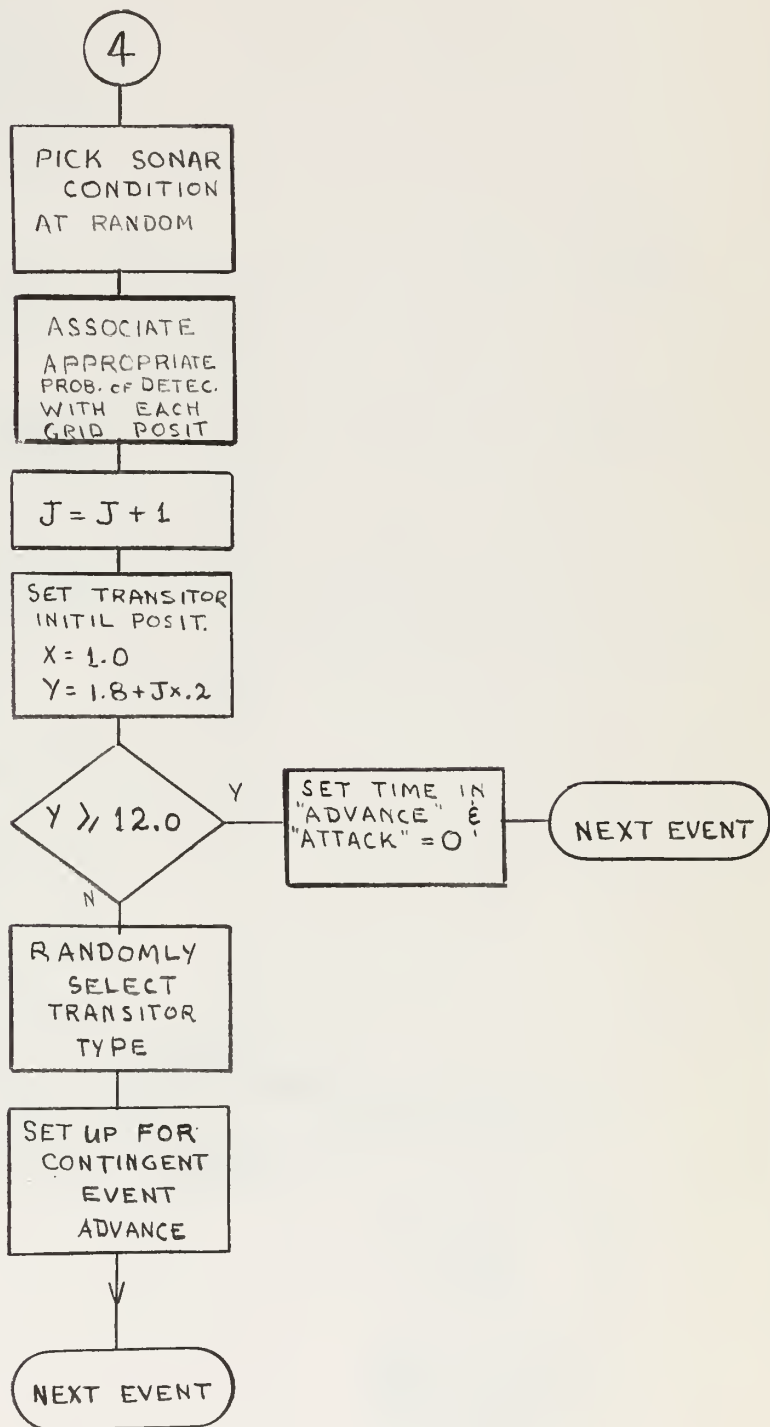 4
PICK SONAR
CONDITION
AT RANDOM
ASSOCIATE
APPROPRIATE
PROB. OF DETEC.
WITH EACH
GRID POSIT
J = J + 1
SET TRANSITOR
INITIL POSIT.
X = 1.0
Y = 1.8 + Jx.2
Y ≥ 12.0
Y
SET TIME IN
"ADVANCE" &
"ATTACK" = 0
NEXT EVENT
N
RANDOMLY
SELECT
TRANSITOR
TYPE
SET UP FOR
CONTINGENT
EVENT
ADVANCE
NEXT EVENT